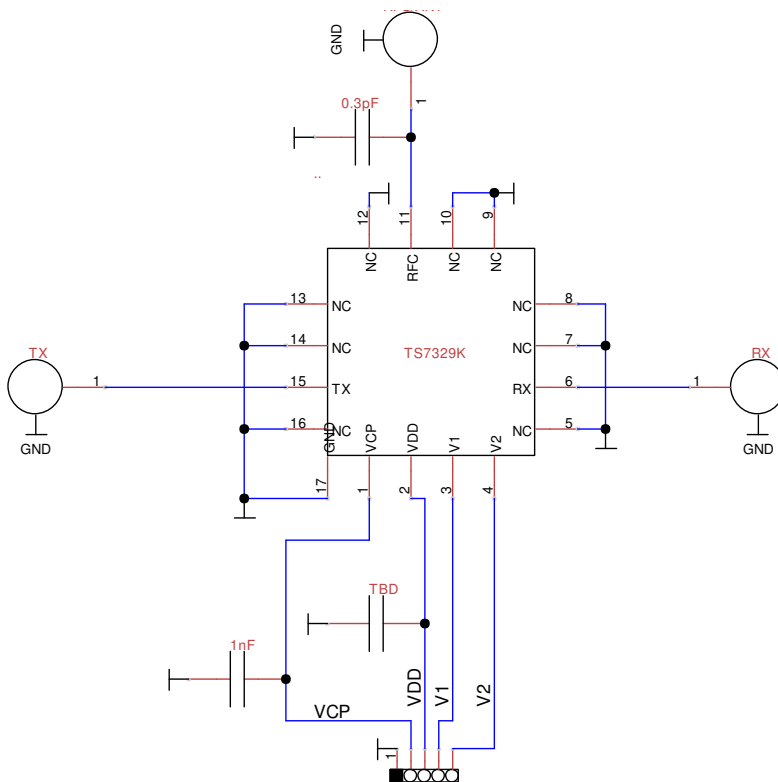 GND
1
0.3pF
..
12
11
10
9
NC
RFC
NC
NC
13
NC
NC
8
14
NC
NC
7
TX
TS7329K
RX
1
15
TX
RX
6
1
16
NC
NC
5
GND
GND
GND
VCP
VDD
V1
V2
17
1
2
3
4
TBD
1nF
VDD
V1
V2
VCP
1